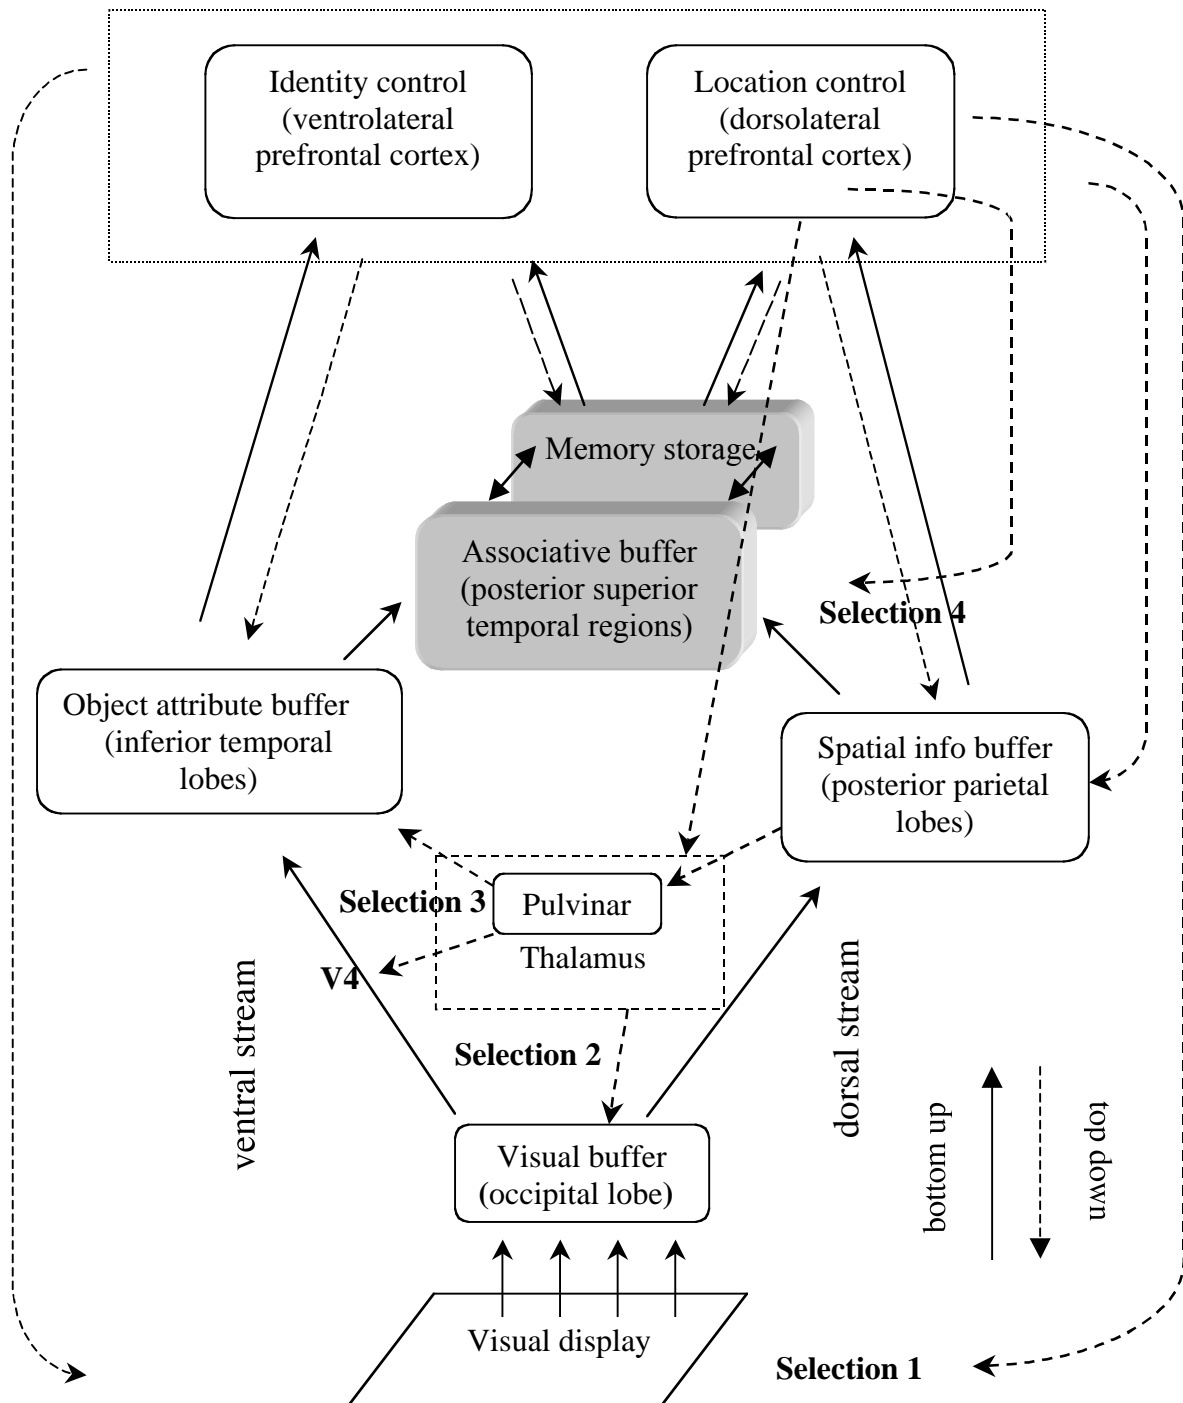 Identity control
(ventrolateral
prefrontal cortex)
Location control
(dorsolateral
prefrontal cortex)
Memory storage
Associative buffer
(posterior superior
temporal regions)
Selection 4
Object attribute buffer
(inferior temporal
lobes)
Spatial info buffer
(posterior parietal
lobes)
Selection 3
Pulvinar
Thalamus
V4
ventral stream
Selection 2
dorsal stream
bottom up
top down
Visual buffer
(occipital lobe)
Visual display
Selection 1